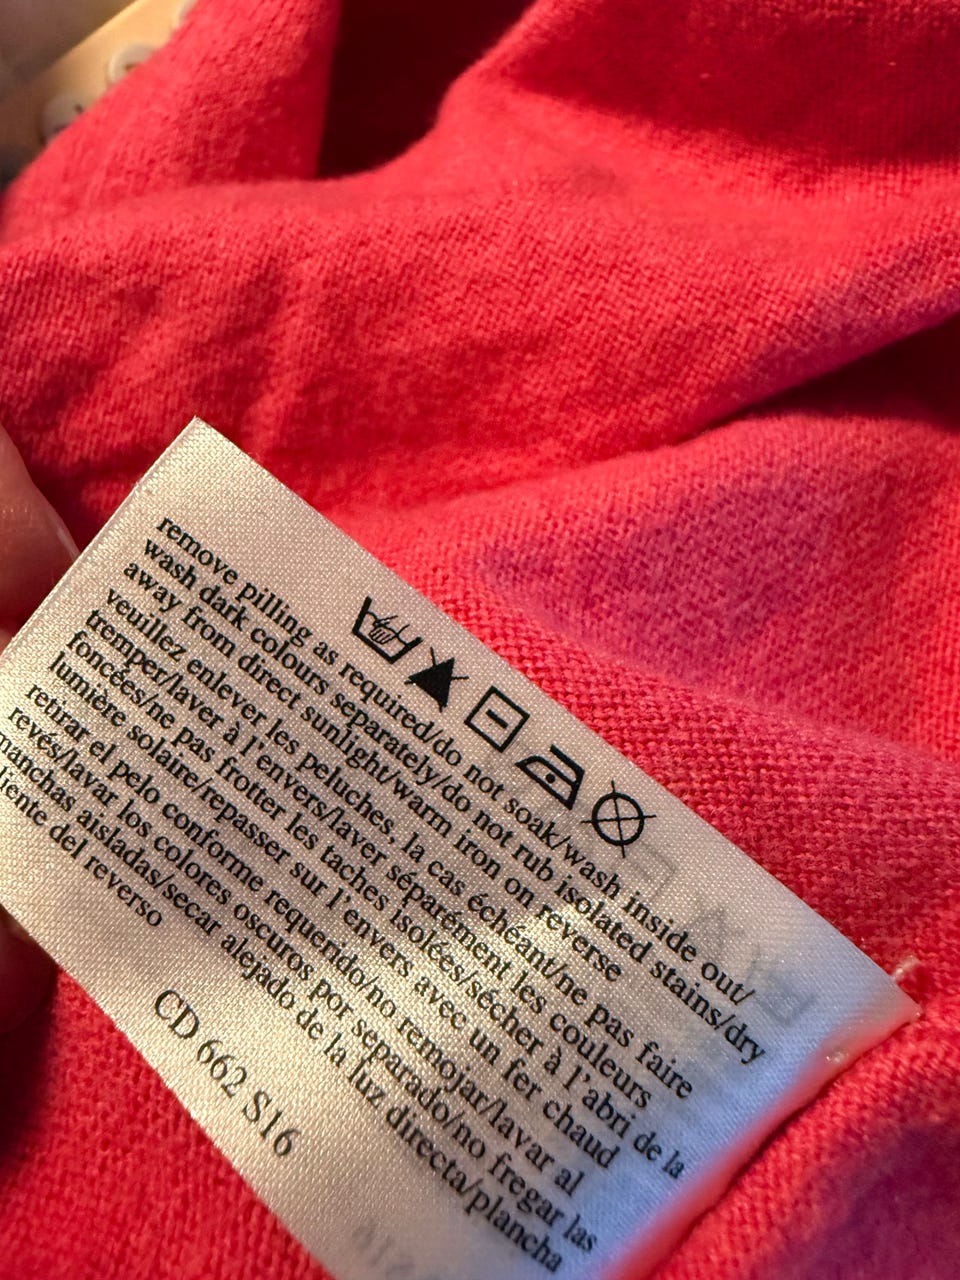 remove pilling as required/do not soak/wash inside out/
wash dark colours separately/do not rub isolated stains/dry
away from direct sunlight/warm iron on reverse
veuillez enlever les peluches, la cas échéant/ne pas faire
tremper/laver à l'envers/laver séparément les couleurs
foncées/ne pas frotter les taches isolées/sécher à l'abri de la
lumière solaire/repasser sur l'envers avec un fer chaud
retirar el pelo conforme requerido/no remojar/lavar al
revés/lavar los colores oscuros por separado/no fregar las
manchas aisladas/secar alejado de la luz directa/plancha
del reverso
CD 662 S16